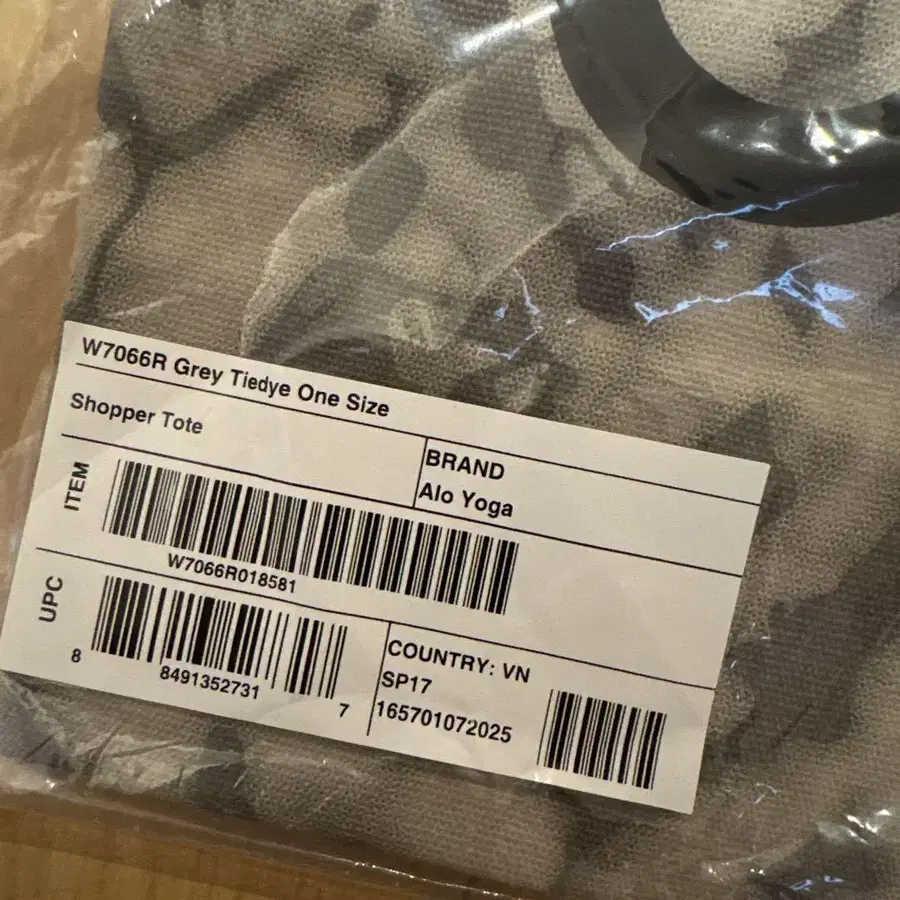 W7066R Grey Tiedye One Size
Shopper Tote
BRAND
Alo Yoga
ITEM
W7066R018581
UPC
8 8491352731 7
COUNTRY: VN
SP17
165701072025